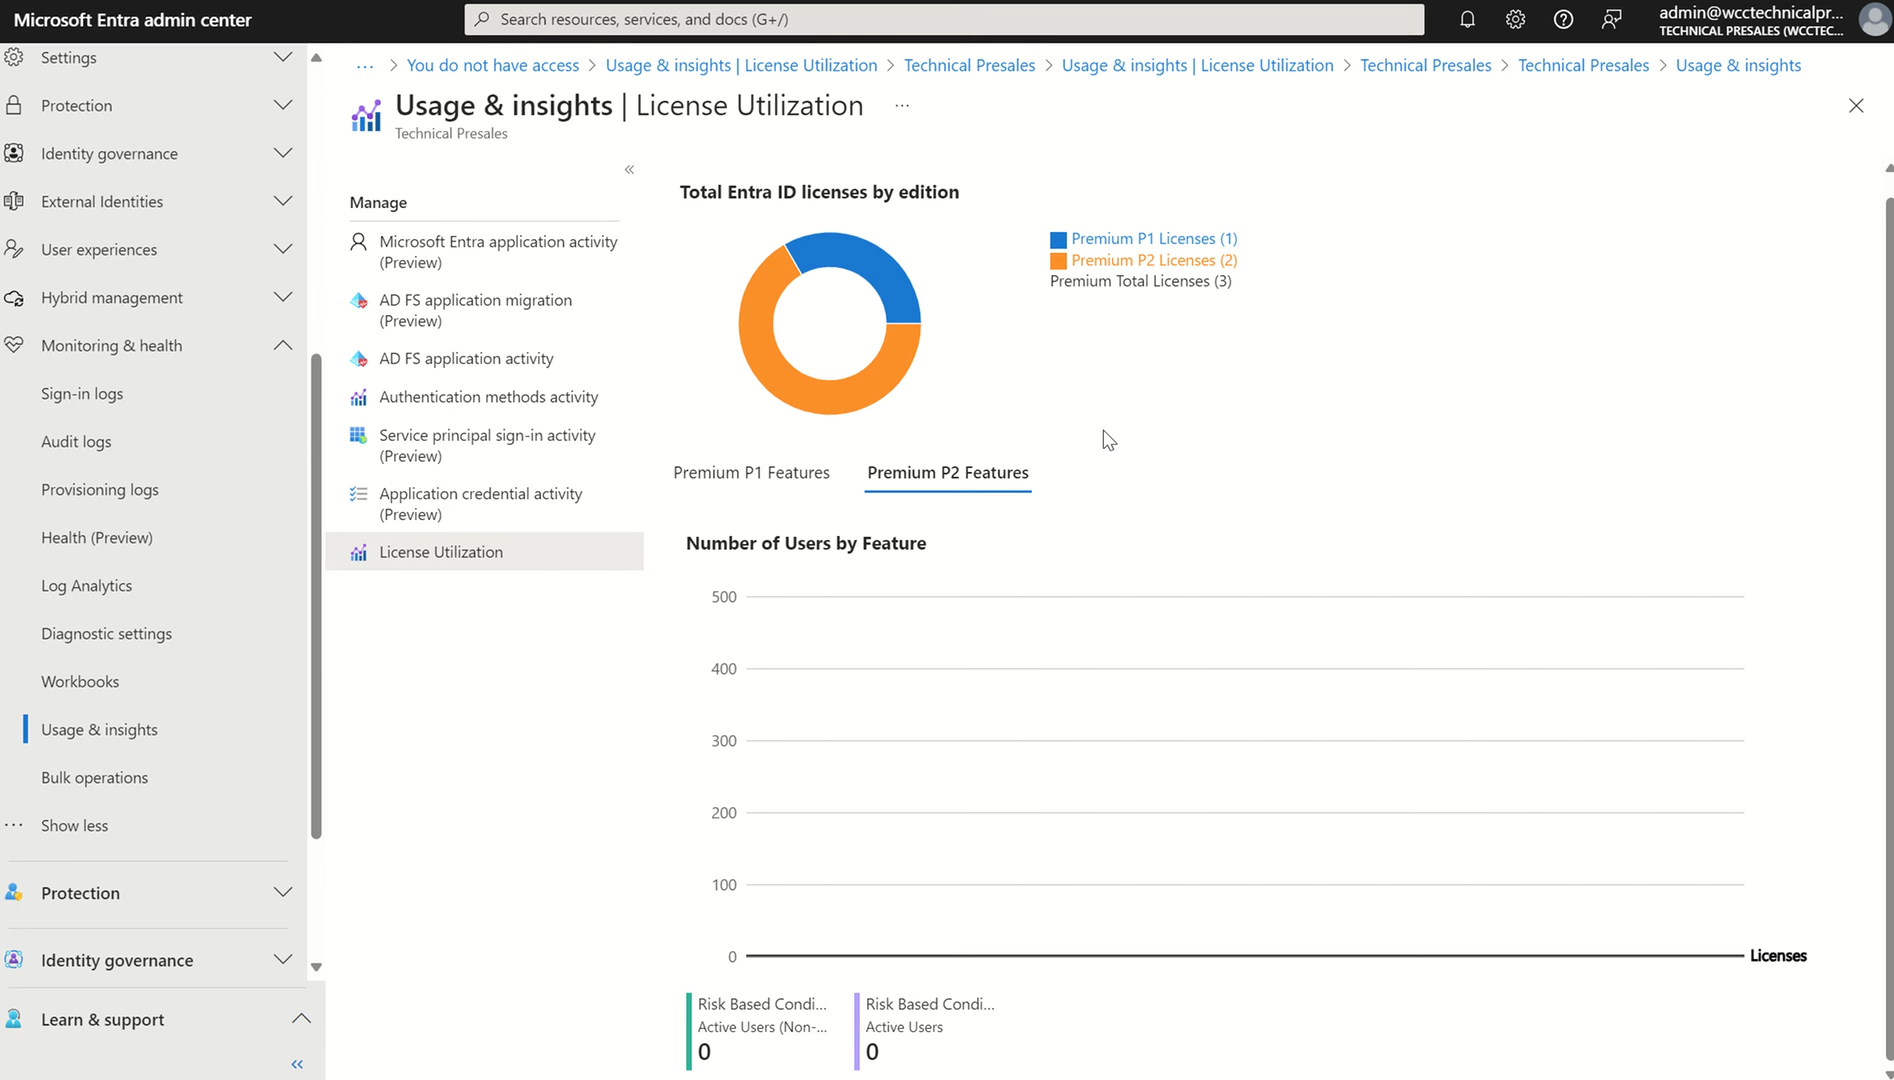 Microsoft Entra admin center
Search resources, services, and docs (G+/)
admin@wcctechnicalpr...
TECHNICAL PRESALES (WCCTEC...
Settings
Protection
Identity governance
External Identities
User experiences
Hybrid management
Monitoring & health
Sign-in logs
Audit logs
Provisioning logs
Health (Preview)
Log Analytics
Diagnostic settings
Workbooks
Usage & insights
Bulk operations
Show less
Protection
Identity governance
Learn & support
... > You do not have access > Usage & insights | License Utilization > Technical Presales > Usage & insights | License Utilization > Technical Presales > Technical Presales > Usage & insights
Usage & insights | License Utilization ...
Technical Presales
Manage
Microsoft Entra application activity
(Preview)
AD FS application migration
(Preview)
AD FS application activity
Authentication methods activity
Service principal sign-in activity
(Preview)
Application credential activity
(Preview)
License Utilization
Total Entra ID licenses by edition
Premium P1 Licenses (1)
Premium P2 Licenses (2)
Premium Total Licenses (3)
Premium P1 Features
Premium P2 Features
Number of Users by Feature
500
400
300
200
100
0
Licenses
Risk Based Condi...
Active Users (Non-...
0
Risk Based Condi...
Active Users
0